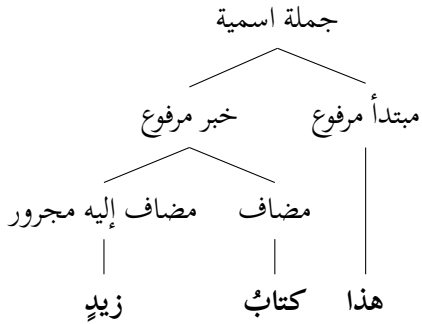 جملة اسمية
مبتدأ مرفوع خبر مرفوع
مضاف مضاف إليه مجرور
هذا كتابُ زيدٍ